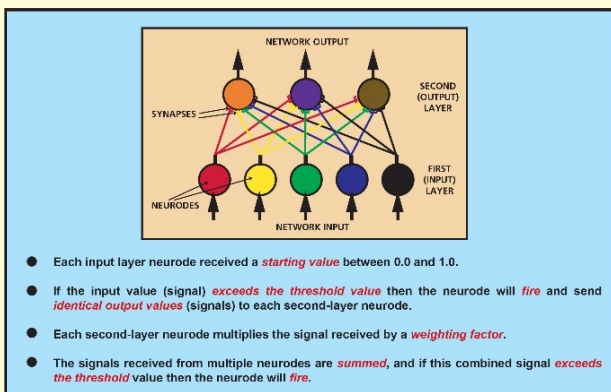 NETWORK OUTPUT
SECOND
(OUTPUT)
LAYER
SYNAPSES
FIRST
(INPUT)
LAYER
NEURODES
NETWORK INPUT
● Each input layer neurode received a starting value between 0.0 and 1.0.
● If the input value (signal) exceeds the threshold value then the neurode will fire and send
identical output values (signals) to each second-layer neurode.
● Each second-layer neurode multiplies the signal received by a weighting factor.
● The signals received from multiple neurodes are summed, and if this combined signal exceeds
the threshold value then the neurode will fire.